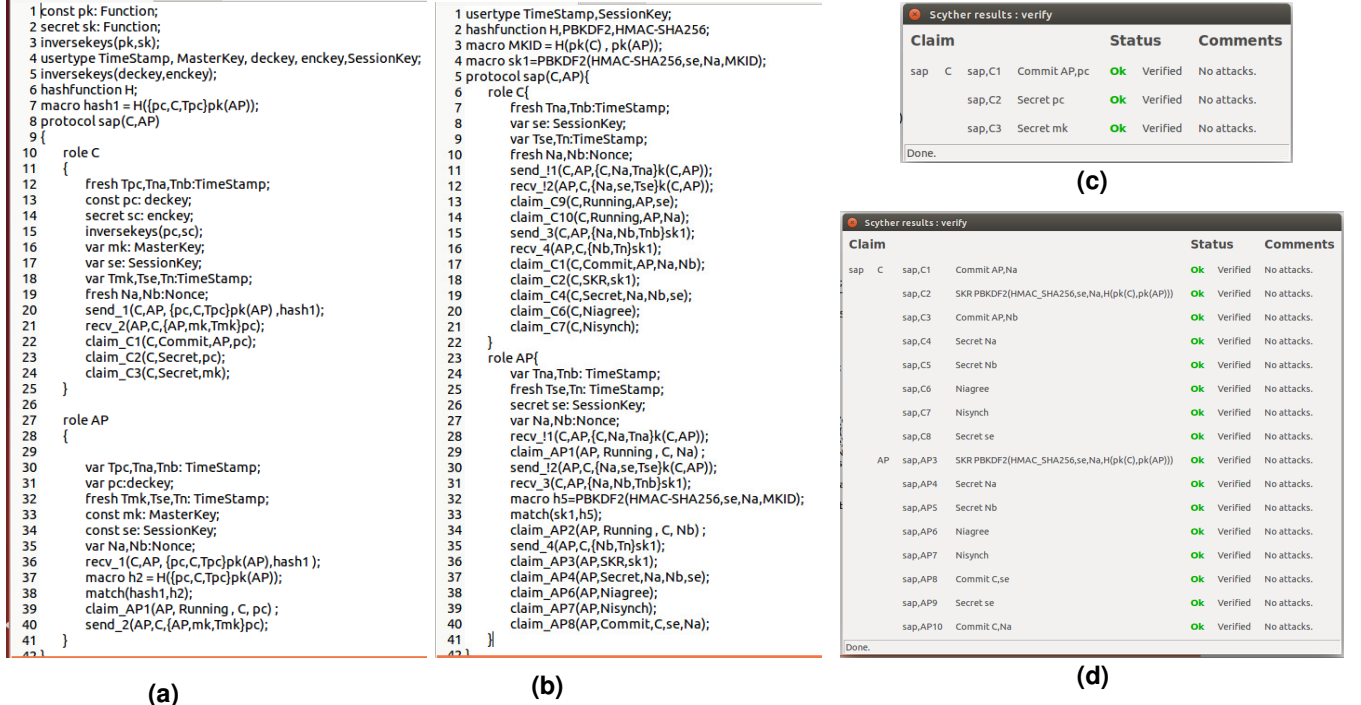 1 const pk: Function;
2 secret sk: Function;
3 inversekeys(pk,sk);
4 usertype TimeStamp, MasterKey, deckey, enckey,SessionKey;
5 inversekeys(deckey,enckey);
6 hashfunction H;
7 macro hash1 = H({pc,C,Tpc}pk(AP));
8 protocol sap(C,AP)
9 {
10 role C
11 {
12 fresh Tpc,Tna,Tnb:TimeStamp;
13 const pc: deckey;
14 secret sc: enckey;
15 inversekeys(pc,sc);
16 var mk: MasterKey;
17 var se: SessionKey;
18 var Tmk,Tse,Tn:TimeStamp;
19 fresh Na,Nb:Nonce;
20 send_1(C,AP, {pc,C,Tpc}pk(AP) ,hash1);
21 recv_2(AP,C,{AP,mk,Tmk}pc);
22 claim_C1(C,Commit,AP,pc);
23 claim_C2(C,Secret,pc);
24 claim_C3(C,Secret,mk);
25 }
26
27 role AP
28 {
29
30 var Tpc,Tna,Tnb: TimeStamp;
31 var pc:deckey;
32 fresh Tmk,Tse,Tn: TimeStamp;
33 const mk: MasterKey;
34 const se: SessionKey;
35 var Na,Nb:Nonce;
36 recv_1(C,AP, {pc,C,Tpc}pk(AP),hash1 );
37 macro h2 = H({pc,C,Tpc}pk(AP));
38 match(hash1,h2);
39 claim_AP1(AP, Running , C, pc) ;
40 send_2(AP,C,{AP,mk,Tmk}pc);
41 }
42 }
(a)
1 usertype TimeStamp,SessionKey;
2 hashfunction H,PBKDF2,HMAC-SHA256;
3 macro MKID = H(pk(C) , pk(AP));
4 macro sk1=PBKDF2(HMAC-SHA256,se,Na,MKID);
5 protocol sap(C,AP){
6 role C{
7 fresh Tna,Tnb:TimeStamp;
8 var se: SessionKey;
9 var Tse,Tn:TimeStamp;
10 fresh Na,Nb:Nonce;
11 send_!1(C,AP,{C,Na,Tna}k(C,AP));
12 recv_!2(AP,C,{Na,se,Tse}k(C,AP));
13 claim_C9(C,Running,AP,se);
14 claim_C10(C,Running,AP,Na);
15 send_3(C,AP,{Na,Nb,Tnb}sk1);
16 recv_4(AP,C,{Nb,Tn}sk1);
17 claim_C1(C,Commit,AP,Na,Nb);
18 claim_C2(C,SKR,sk1);
19 claim_C4(C,Secret,Na,Nb,se);
20 claim_C6(C,Niagree);
21 claim_C7(C,Nisynch);
22 }
23 role AP{
24 var Tna,Tnb: TimeStamp;
25 fresh Tse,Tn: TimeStamp;
26 secret se: SessionKey;
27 var Na,Nb:Nonce;
28 recv_!1(C,AP,{C,Na,Tna}k(C,AP));
29 claim_AP1(AP, Running , C, Na) ;
30 send_!2(AP,C,{Na,se,Tse}k(C,AP));
31 recv_3(C,AP,{Na,Nb,Tnb}sk1);
32 macro h5=PBKDF2(HMAC-SHA256,se,Na,MKID);
33 match(sk1,h5);
34 claim_AP2(AP, Running , C, Nb) ;
35 send_4(AP,C,{Nb,Tn}sk1);
36 claim_AP3(AP,SKR,sk1);
37 claim_AP4(AP,Secret,Na,Nb,se);
38 claim_AP6(AP,Niagree);
39 claim_AP7(AP,Nisynch);
40 claim_AP8(AP,Commit,C,se,Na);
41 }
42 }
(b)
Scyther results : verify
Claim Status Comments
sap C sap,C1 Commit AP,pc Ok Verified No attacks.
sap,C2 Secret pc Ok Verified No attacks.
sap,C3 Secret mk Ok Verified No attacks.
Done.
(c)
Scyther results : verify
Claim Status Comments
sap C sap,C1 Commit AP,Na Ok Verified No attacks.
sap,C2 SKR PBKDF2(HMAC_SHA256,se,Na,H(pk(C),pk(AP))) Ok Verified No attacks.
sap,C3 Commit AP,Nb Ok Verified No attacks.
sap,C4 Secret Na Ok Verified No attacks.
sap,C5 Secret Nb Ok Verified No attacks.
sap,C6 Niagree Ok Verified No attacks.
sap,C7 Nisynch Ok Verified No attacks.
sap,C8 Secret se Ok Verified No attacks.
AP sap,AP3 SKR PBKDF2(HMAC_SHA256,se,Na,H(pk(C),pk(AP))) Ok Verified No attacks.
sap,AP4 Secret Na Ok Verified No attacks.
sap,AP5 Secret Nb Ok Verified No attacks.
sap,AP6 Niagree Ok Verified No attacks.
sap,AP7 Nisynch Ok Verified No attacks.
sap,AP8 Commit C,se Ok Verified No attacks.
sap,AP9 Secret se Ok Verified No attacks.
sap,AP10 Commit C,Na Ok Verified No attacks.
Done.
(d)